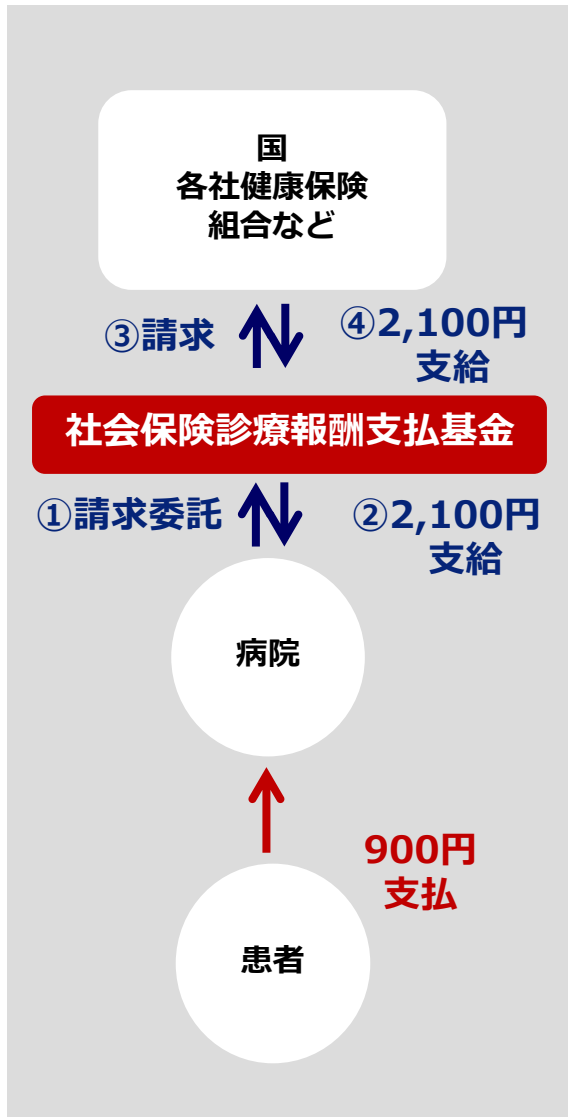 国
各社健康保険
組合など
③請求
④2,100円
支給
社会保険診療報酬支払基金
①請求委託
②2,100円
支給
病院
900円
支払
患者